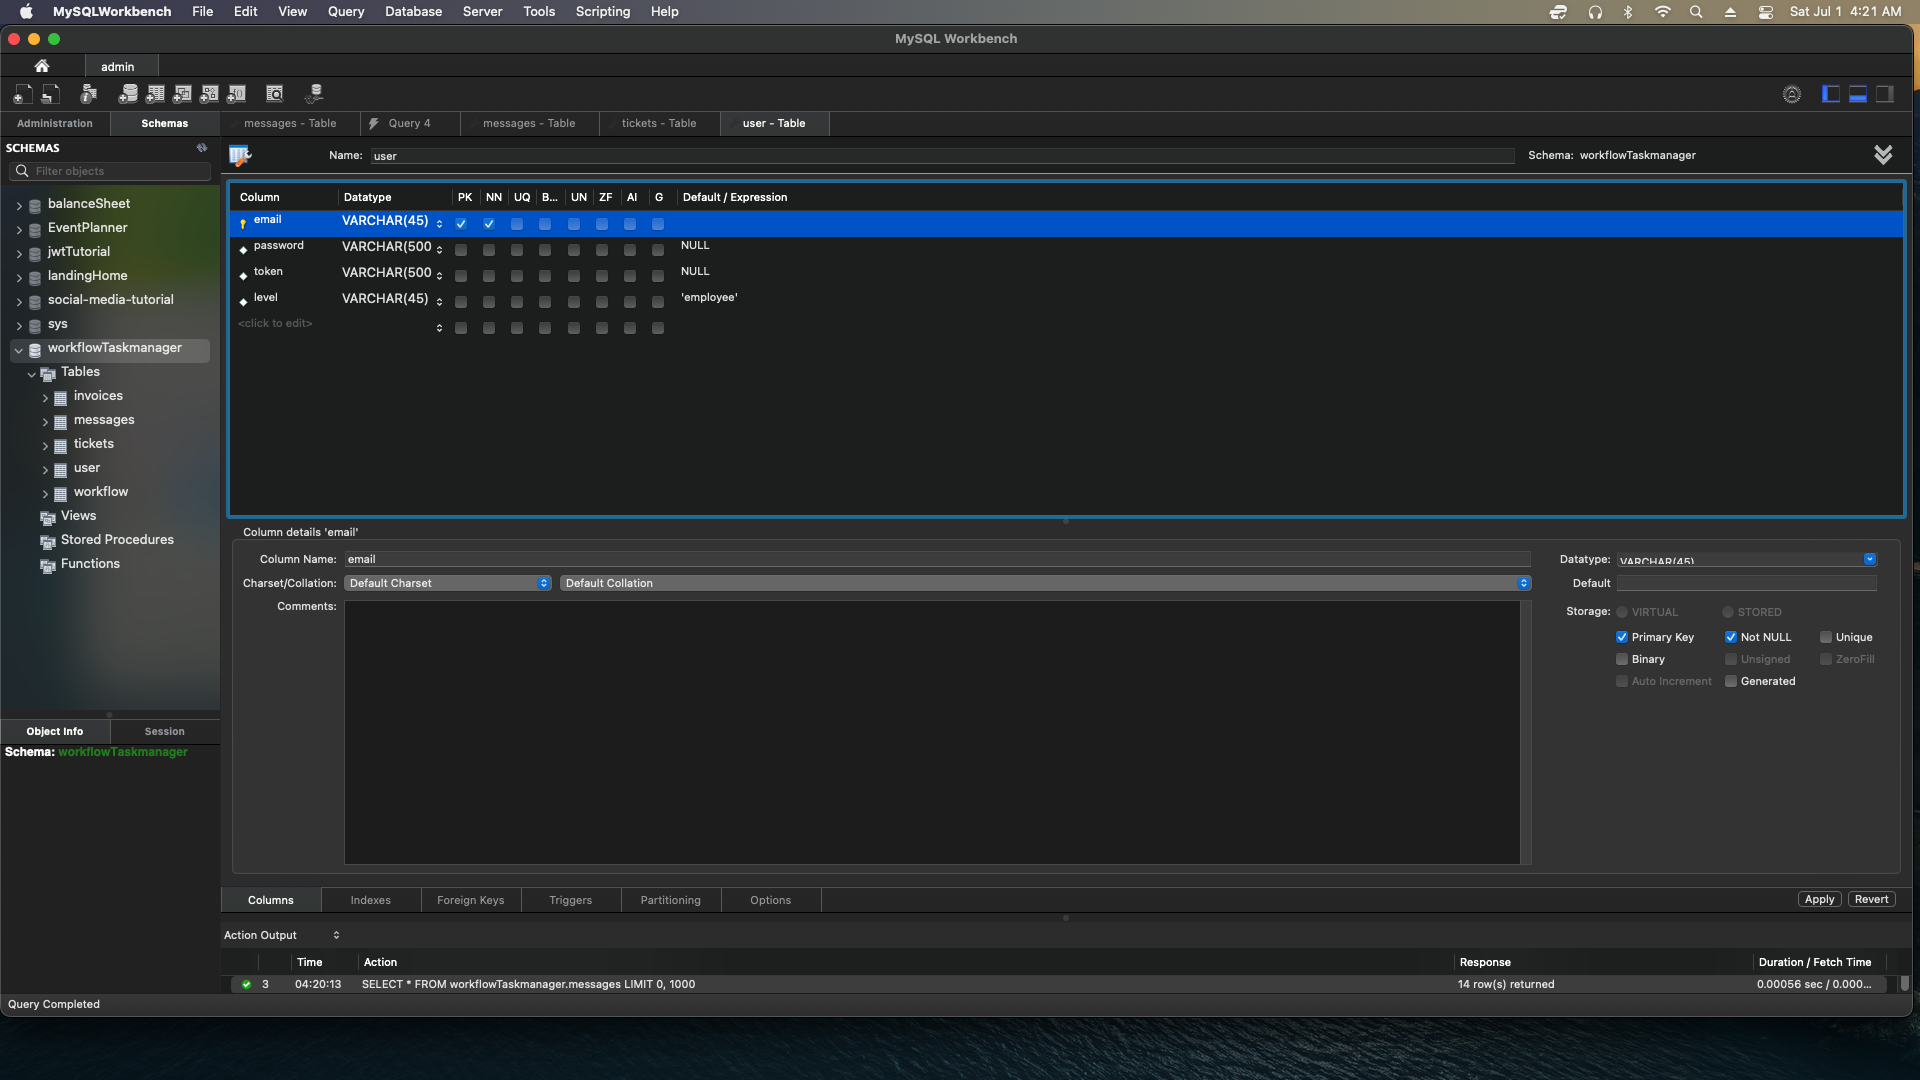 MySQLWorkbench File Edit View Query Database Server Tools Scripting Help Sat Jul 1 4:21 AM
MySQL Workbench
admin
Administration Schemas messages - Table Query 4 messages - Table tickets - Table user - Table
SCHEMAS
Name: user Schema: workflowTaskmanager
Filter objects
Column Datatype PK NN UQ B... UN ZF AI G Default / Expression
email VARCHAR(45)
password VARCHAR(500 NULL
token VARCHAR(500 NULL
level VARCHAR(45) 'employee'
<click to edit>
balanceSheet
EventPlanner
jwtTutorial
landingHome
social-media-tutorial
sys
workflowTaskmanager
Tables
invoices
messages
tickets
user
workflow
Views
Stored Procedures
Functions
Column details 'email'
Column Name: email Datatype: VARCHAR(45)
Charset/Collation: Default Charset Default Collation Default
Comments: Storage: VIRTUAL STORED
Primary Key Not NULL Unique
Binary Unsigned ZeroFill
Auto Increment Generated
Object Info Session
Schema: workflowTaskmanager
Columns Indexes Foreign Keys Triggers Partitioning Options Apply Revert
Action Output
Time Action Response Duration / Fetch Time
3 04:20:13 SELECT * FROM workflowTaskmanager.messages LIMIT 0, 1000 14 row(s) returned 0.00056 sec / 0.000...
Query Completed